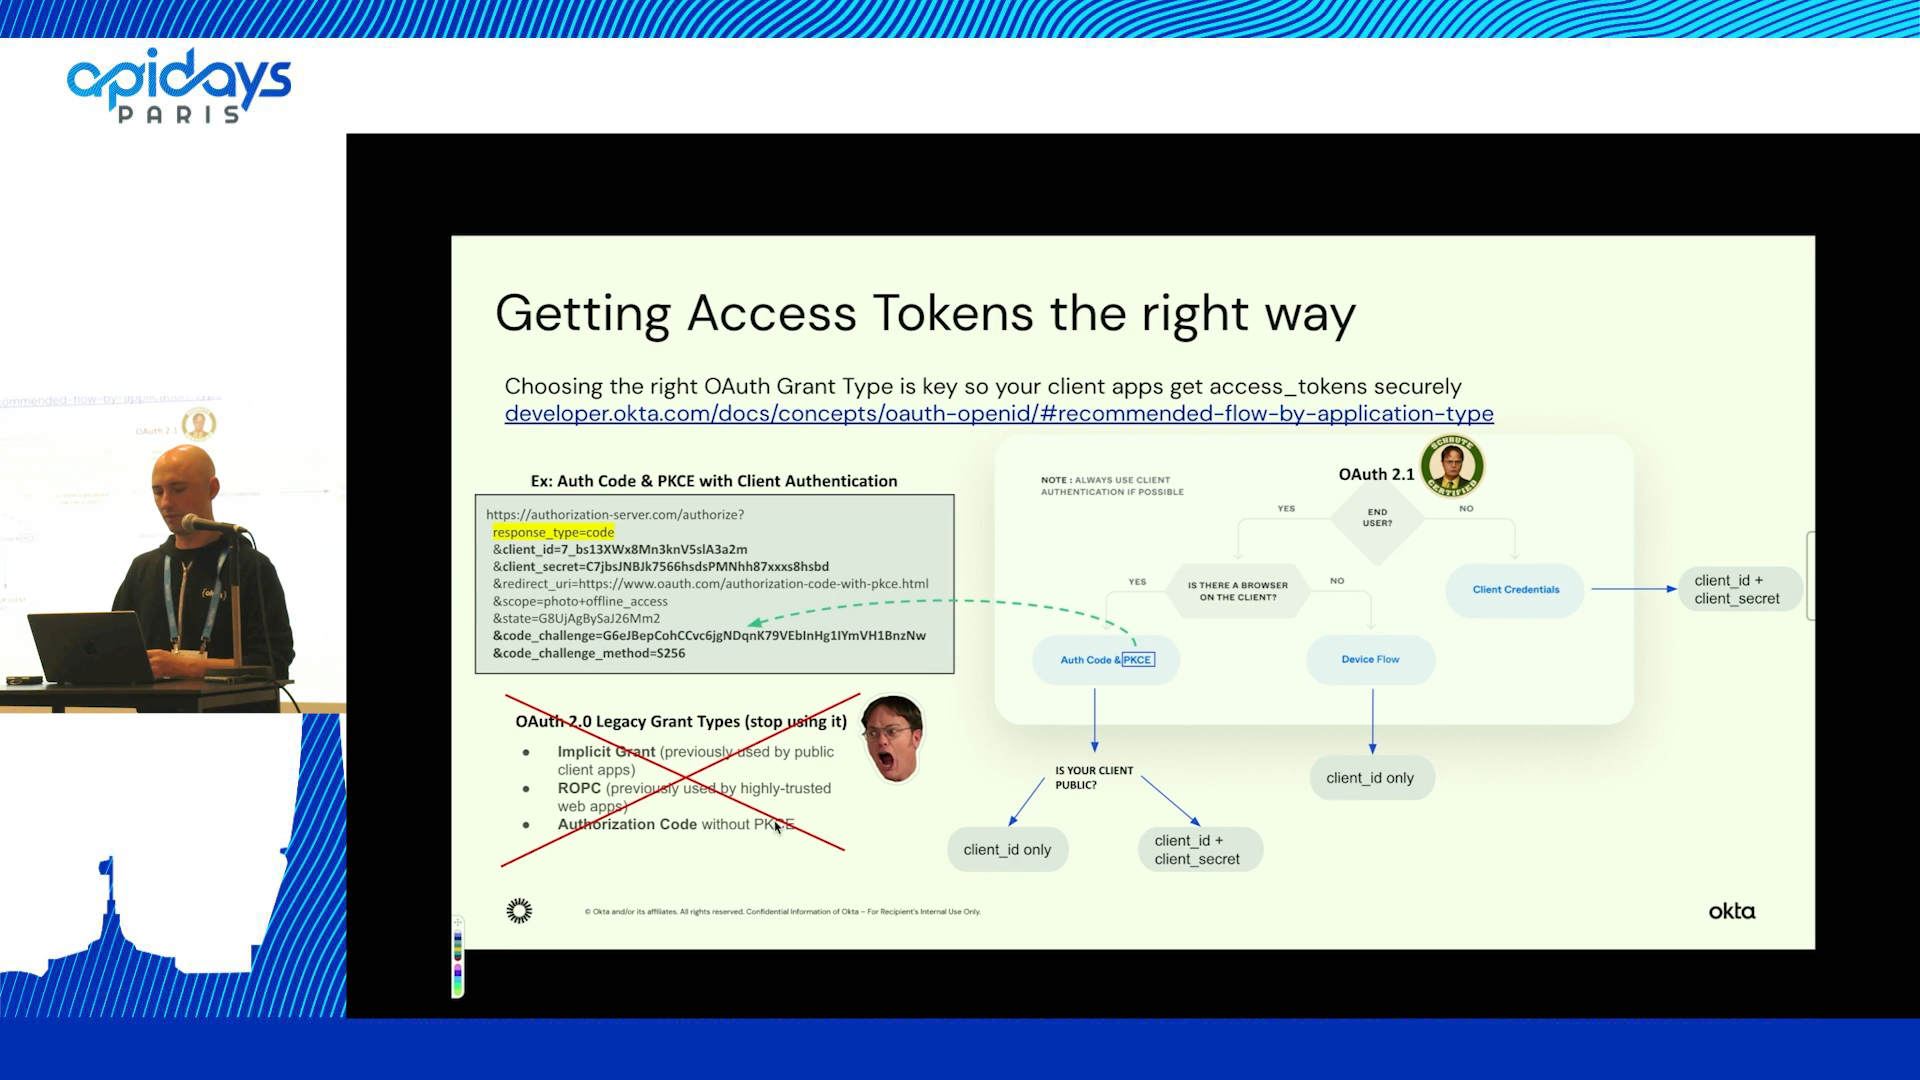 apidays
PARIS
Getting Access Tokens the right way
Choosing the right OAuth Grant Type is key so your client apps get access_tokens securely
developer.okta.com/docs/concepts/oauth-openid/#recommended-flow-by-application-type
Ex: Auth Code & PKCE with Client Authentication
https://authorization-server.com/authorize?
response_type=code
&client_id=7_bs13XWx8Mn3knV5slA3a2m
&client_secret=C7jbsJNBJk7566hsdsPMNhh87xxxs8hsbd
&redirect_uri=https://www.oauth.com/authorization-code-with-pkce.html
&scope=photo+offline_access
&state=G8UjAgBySaJ26Mm2
&code_challenge=G6eJBepCohCCvc6jgNDqnK79VEbInHg1IYmVH1BnzNw
&code_challenge_method=S256
OAuth 2.0 Legacy Grant Types (stop using it)
● Implicit Grant (previously used by public
client apps)
● ROPC (previously used by highly-trusted
web apps)
● Authorization Code without PKCE
NOTE : ALWAYS USE CLIENT
AUTHENTICATION IF POSSIBLE
OAuth 2.1
SCHRUTE
CERTIFIED
YES
END
USER?
NO
YES
IS THERE A BROWSER
ON THE CLIENT?
NO
Client Credentials
client_id +
client_secret
Auth Code & PKCE
Device Flow
IS YOUR CLIENT
PUBLIC?
client_id only
client_id only
client_id +
client_secret
© Okta and/or its affiliates. All rights reserved. Confidential Information of Okta – For Recipient's Internal Use Only.
okta
OAuth 2.1